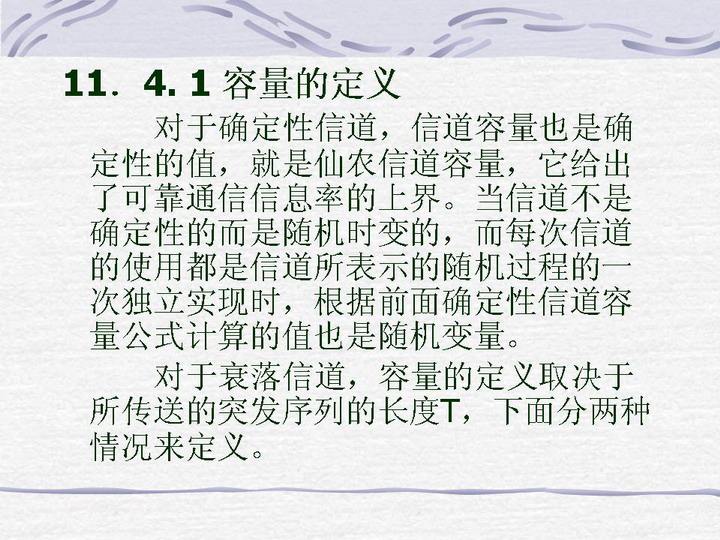 11．4. 1 容量的定义
对于确定性信道，信道容量也是确
定性的值，就是仙农信道容量，它给出
了可靠通信信息率的上界。当信道不是
确定性的而是随机时变的，而每次信道
的使用都是信道所表示的随机过程的一
次独立实现时，根据前面确定性信道容
量公式计算的值也是随机变量。
对于衰落信道，容量的定义取决于
所传送的突发序列的长度T，下面分两种
情况来定义。